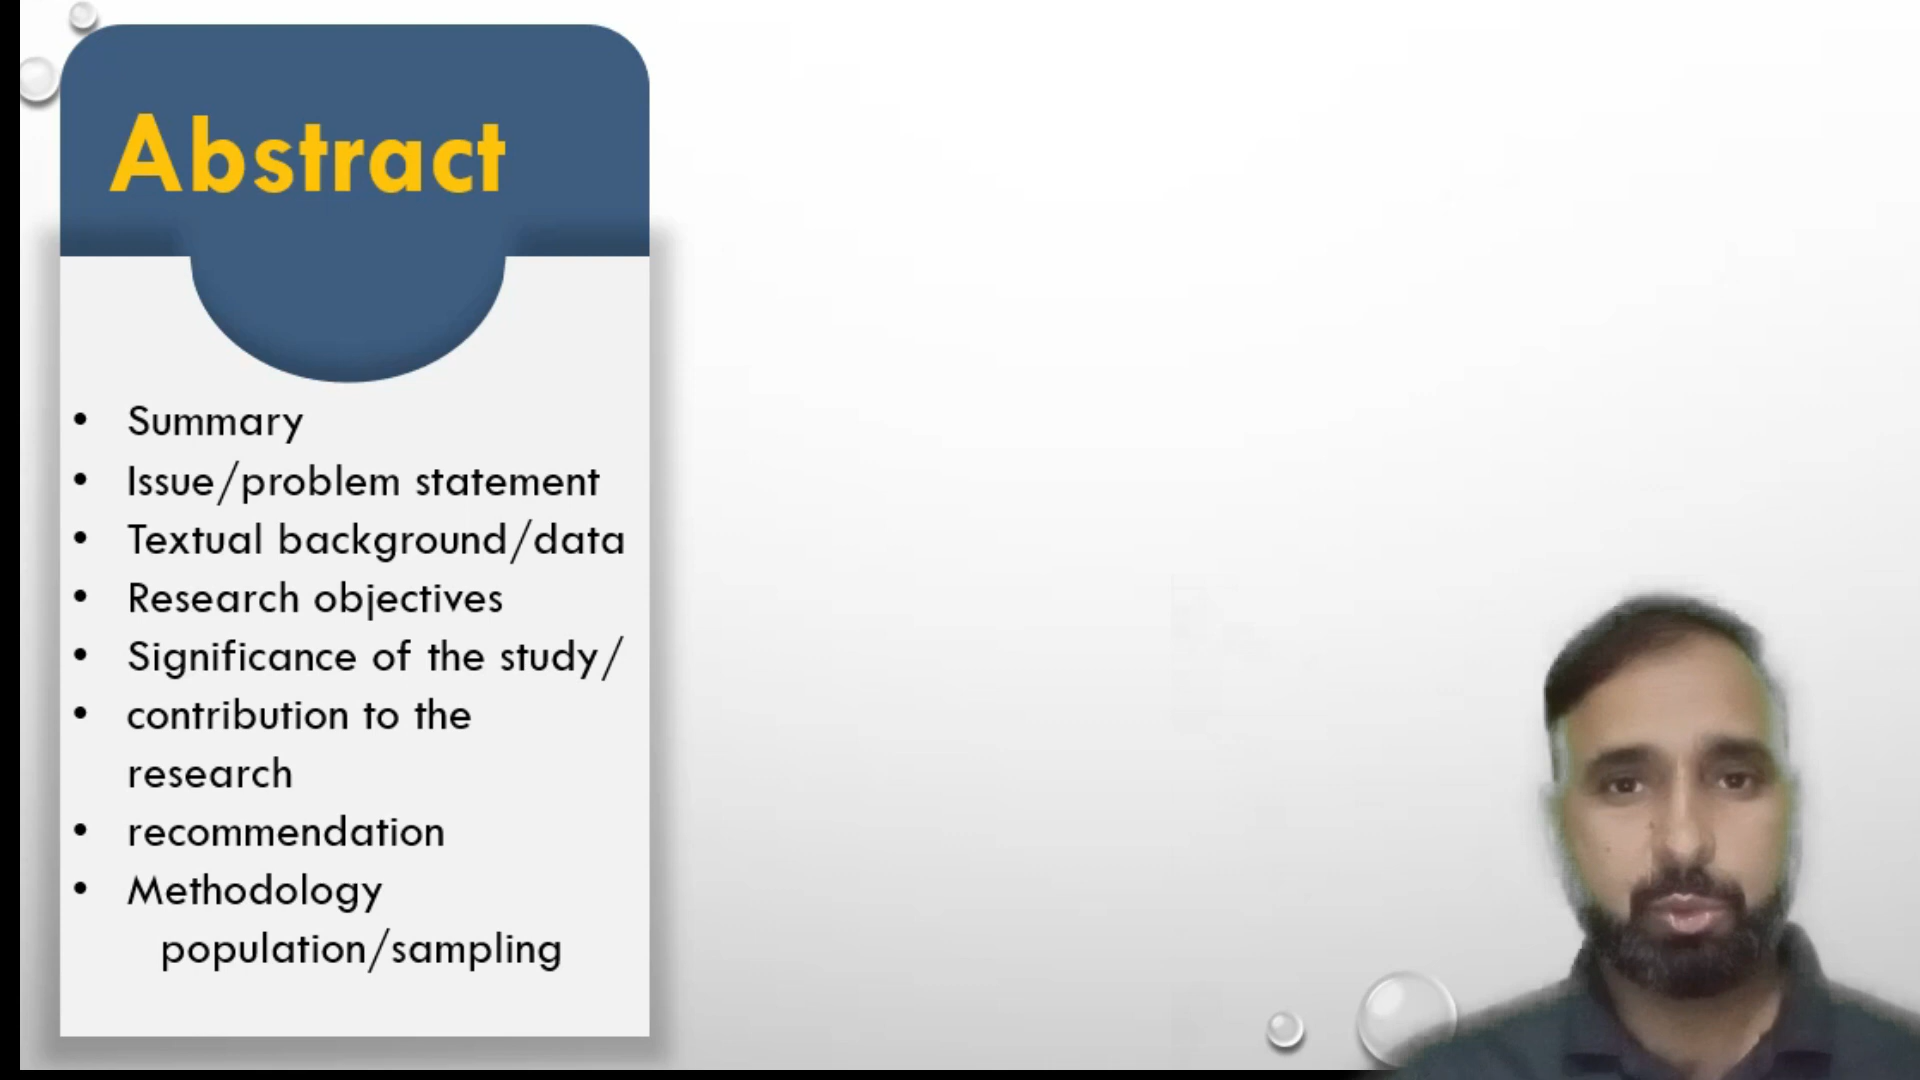 Abstract
• Summary
• Issue/problem statement
• Textual background/data
• Research objectives
• Significance of the study/
• contribution to the
research
• recommendation
• Methodology
population/sampling